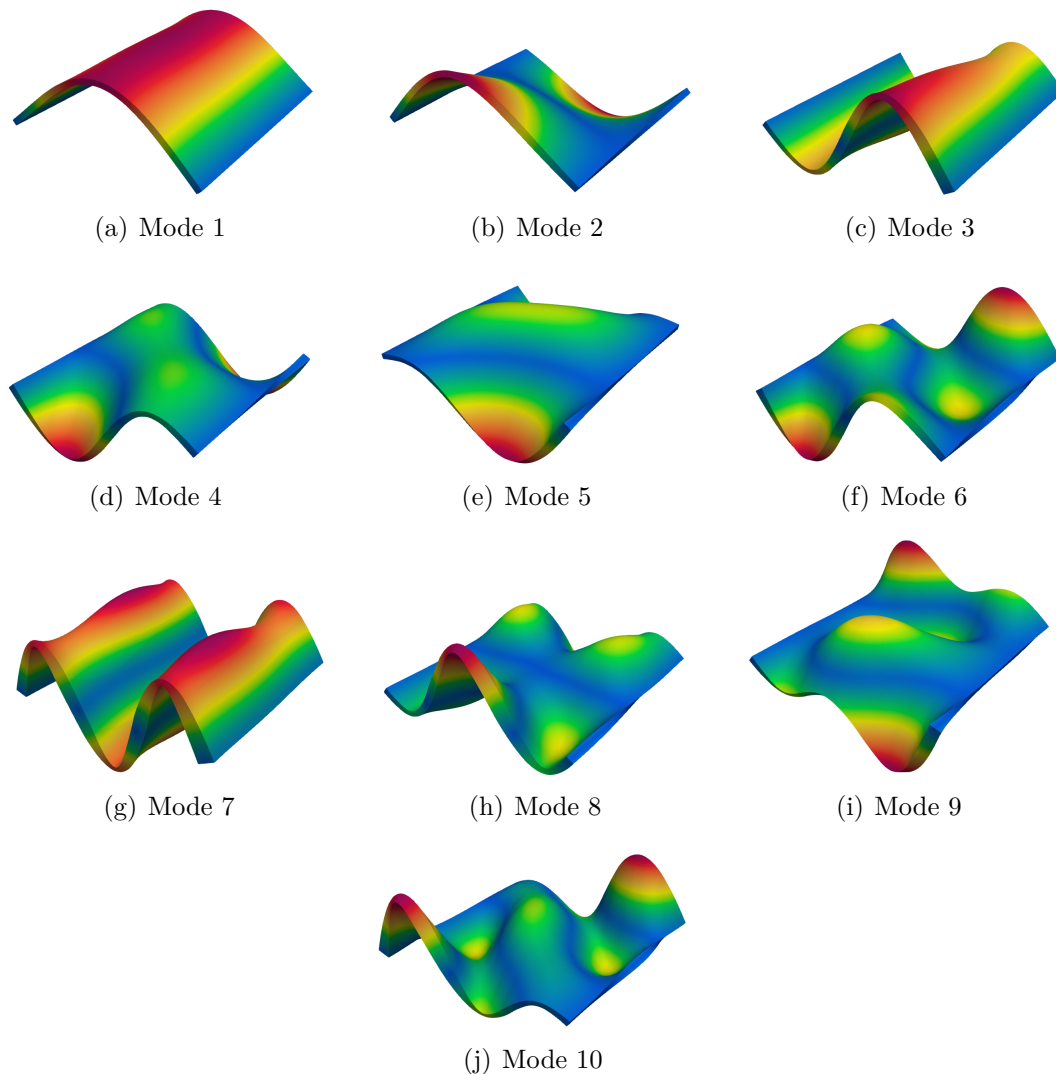 (a) Mode 1
(b) Mode 2
(c) Mode 3
(d) Mode 4
(e) Mode 5
(f) Mode 6
(g) Mode 7
(h) Mode 8
(i) Mode 9
(j) Mode 10